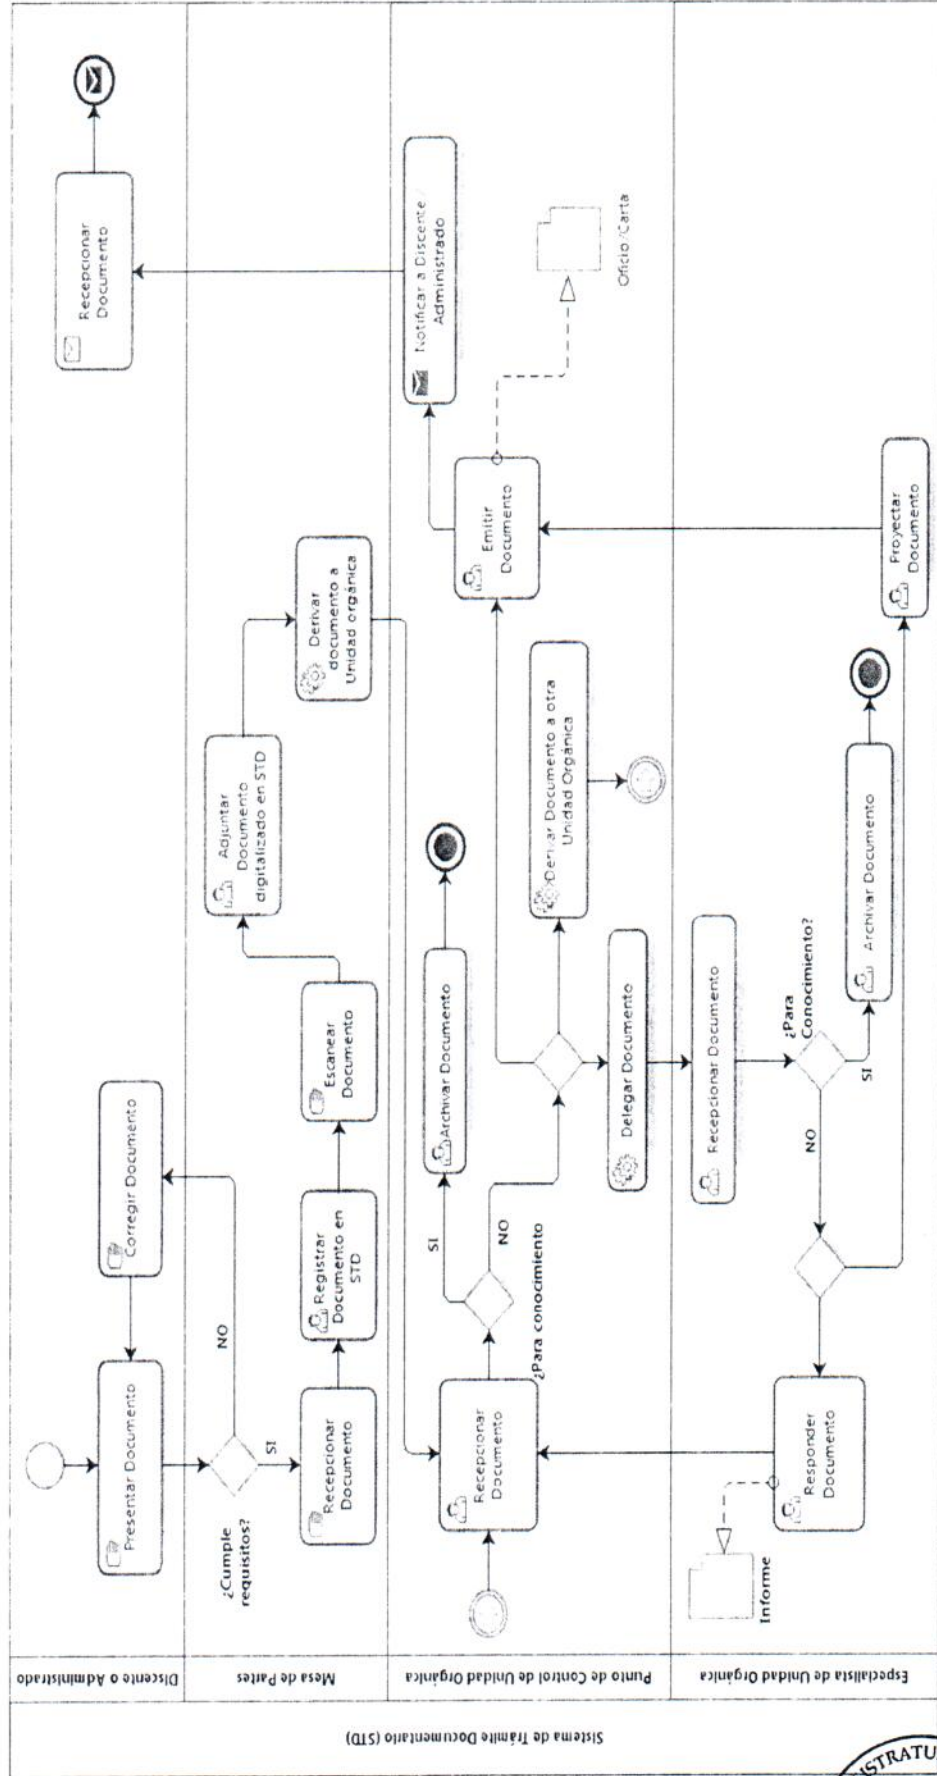 Sistema de Trámite Documentario (STD)
Discente o Administrado
Presentar Documento
Corregir Documento
Recepcionar
Documento
Mesa de Partes
¿Cumple
requisitos?
NO
SI
Recepcionar
Documento
Registrar
Documento en
STD
Escanear
Documento
Adjuntar
Documento
digitalizado en STD
Derivar
documento a
Unidad orgánica
Punto de Control de Unidad Orgánica
Recepcionar
Documento
¿Para conocimiento
SI
NO
Archivar Documento
Delegar Documento
Derivar Documento a otra
Unidad Orgánica
Emitir
Documento
Notificar a Discente /
Administrado
Oficio /Carta
Especialista de Unidad Orgánica
Informe
Responder
Documento
Recepcionar Documento
¿Para
Conocimiento?
NO
SI
Archivar Documento
Proyectar
Documento